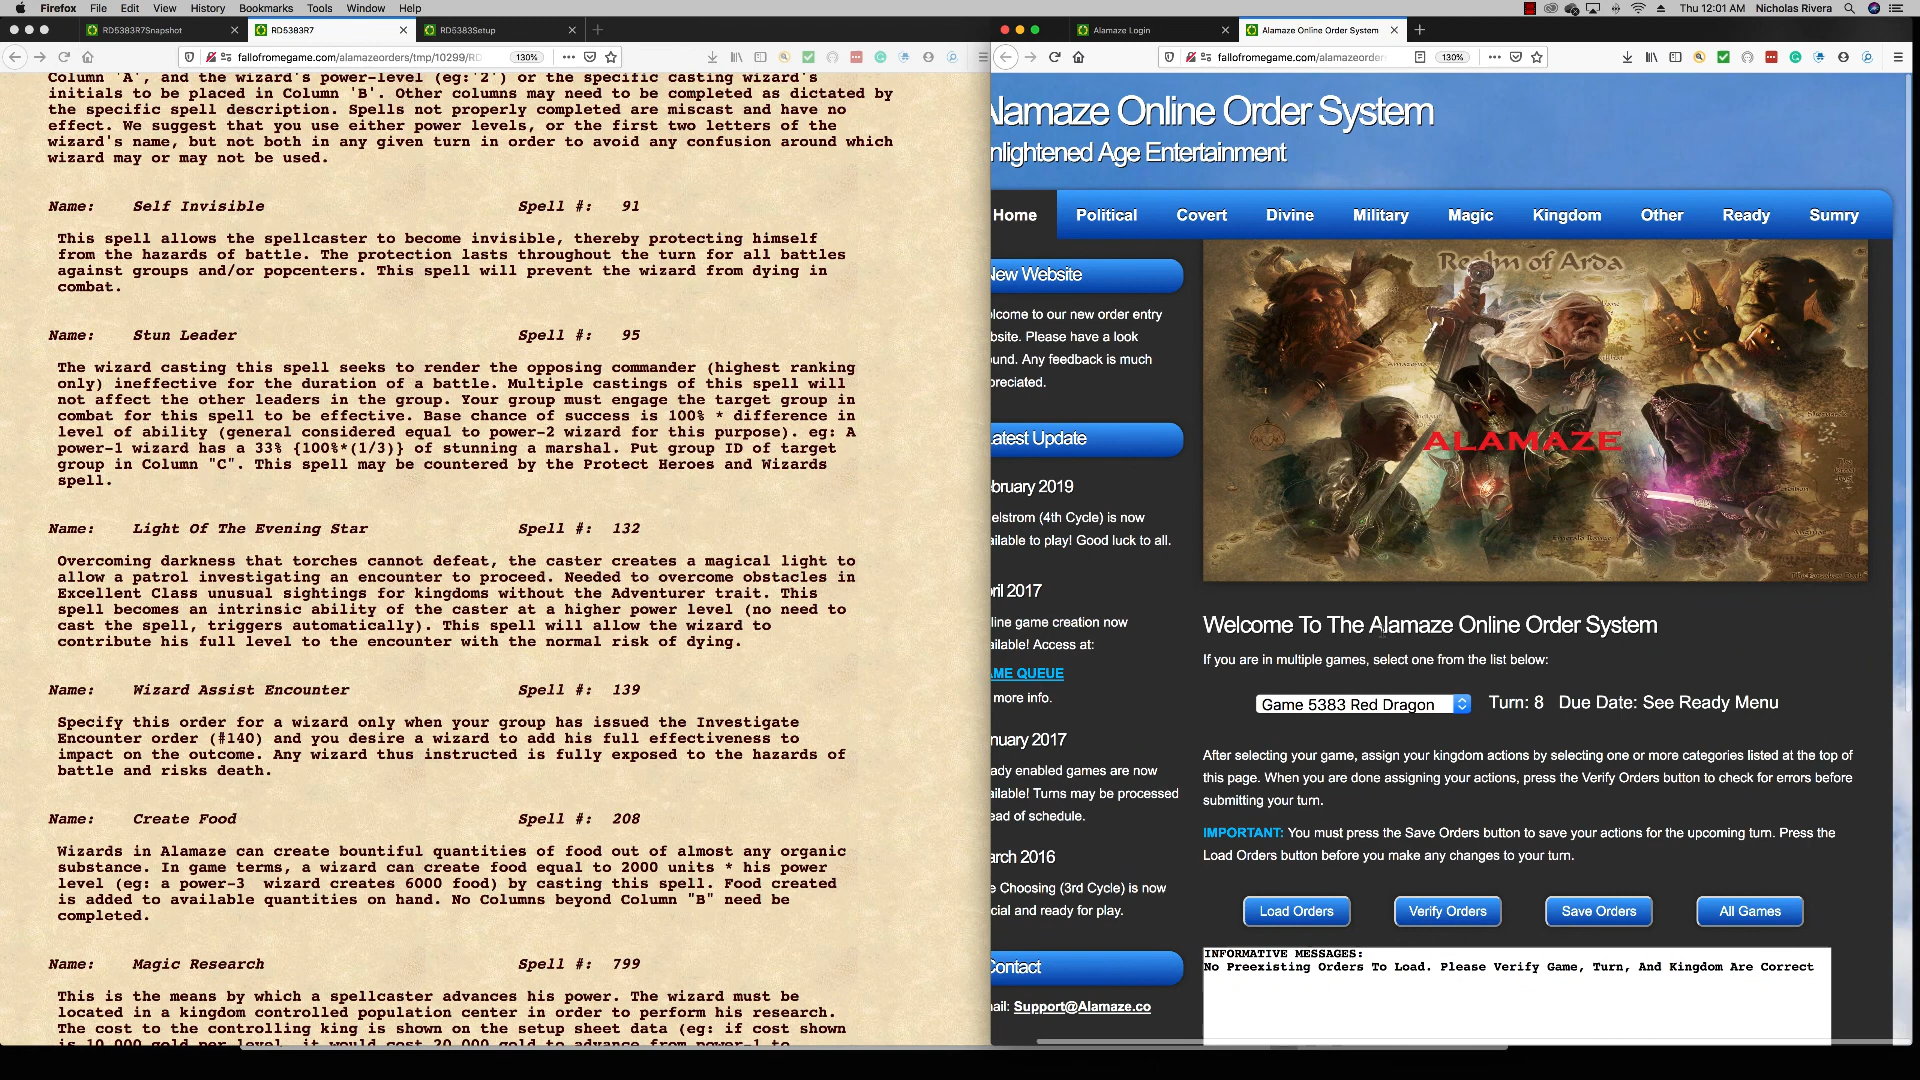 Firefox File Edit View History Bookmarks Tools Window Help
Thu 12:01 AM Nicholas Rivera
RD5383R7Snapshot
RD5383R7
RD5383Setup
fallofromegame.com/alamazeorders/tmp/10299/RD
130%
Column 'A', and the wizard's power-level (eg:'2') or the specific casting wizard's
initials to be placed in Column 'B'. Other columns may need to be completed as dictated by
the specific spell description. Spells not properly completed are miscast and have no
effect. We suggest that you use either power levels, or the first two letters of the
wizard's name, but not both in any given turn in order to avoid any confusion around which
wizard may or may not be used.
Name: Self Invisible Spell #: 91
This spell allows the spellcaster to become invisible, thereby protecting himself
from the hazards of battle. The protection lasts throughout the turn for all battles
against groups and/or popcenters. This spell will prevent the wizard from dying in
combat.
Name: Stun Leader Spell #: 95
The wizard casting this spell seeks to render the opposing commander (highest ranking
only) ineffective for the duration of a battle. Multiple castings of this spell will
not affect the other leaders in the group. Your group must engage the target group in
combat for this spell to be effective. Base chance of success is 100% * difference in
level of ability (general considered equal to power-2 wizard for this purpose). eg: A
power-1 wizard has a 33% {100%*(1/3)} of stunning a marshal. Put group ID of target
group in Column "C". This spell may be countered by the Protect Heroes and Wizards
spell.
Name: Light Of The Evening Star Spell #: 132
Overcoming darkness that torches cannot defeat, the caster creates a magical light to
allow a patrol investigating an encounter to proceed. Needed to overcome obstacles in
Excellent Class unusual sightings for kingdoms without the Adventurer trait. This
spell becomes an intrinsic ability of the caster at a higher power level (no need to
cast the spell, triggers automatically). This spell will allow the wizard to
contribute his full level to the encounter with the normal risk of dying.
Name: Wizard Assist Encounter Spell #: 139
Specify this order for a wizard only when your group has issued the Investigate
Encounter order (#140) and you desire a wizard to add his full effectiveness to
impact on the outcome. Any wizard thus instructed is fully exposed to the hazards of
battle and risks death.
Name: Create Food Spell #: 208
Wizards in Alamaze can create bountiful quantities of food out of almost any organic
substance. In game terms, a wizard can create food equal to 2000 units * his power
level (eg: a power-3 wizard creates 6000 food) by casting this spell. Food created
is added to available quantities on hand. No Columns beyond Column "B" need be
completed.
Name: Magic Research Spell #: 799
This is the means by which a spellcaster advances his power. The wizard must be
located in a kingdom controlled population center in order to perform his research.
The cost to the controlling king is shown on the setup sheet data (eg: if cost shown
is 10,000 gold per level, it would cost 20,000 gold to advance from power-1 to
Alamaze Login
Alamaze Online Order System
fallofromegame.com/alamazeorder
130%
lamaze Online Order System
nlightened Age Entertainment
Home Political Covert Divine Military Magic Kingdom Other Ready Sumry
New Website
lcome to our new order entry
bsite. Please have a look
und. Any feedback is much
preciated.
Latest Update
bruary 2019
elstrom (4th Cycle) is now
ailable to play! Good luck to all.
pril 2017
line game creation now
ailable! Access at:
AME QUEUE
more info.
nuary 2017
ady enabled games are now
ailable! Turns may be processed
ead of schedule.
arch 2016
e Choosing (3rd Cycle) is now
cial and ready for play.
Contact
ail: Support@Alamaze.co
Realm of Arda
ALAMAZE
Welcome To The Alamaze Online Order System
If you are in multiple games, select one from the list below:
Game 5383 Red Dragon Turn: 8 Due Date: See Ready Menu
After selecting your game, assign your kingdom actions by selecting one or more categories listed at the top of
this page. When you are done assigning your actions, press the Verify Orders button to check for errors before
submitting your turn.
IMPORTANT: You must press the Save Orders button to save your actions for the upcoming turn. Press the
Load Orders button before you make any changes to your turn.
Load Orders Verify Orders Save Orders All Games
INFORMATIVE MESSAGES:
No Preexisting Orders To Load. Please Verify Game, Turn, And Kingdom Are Correct